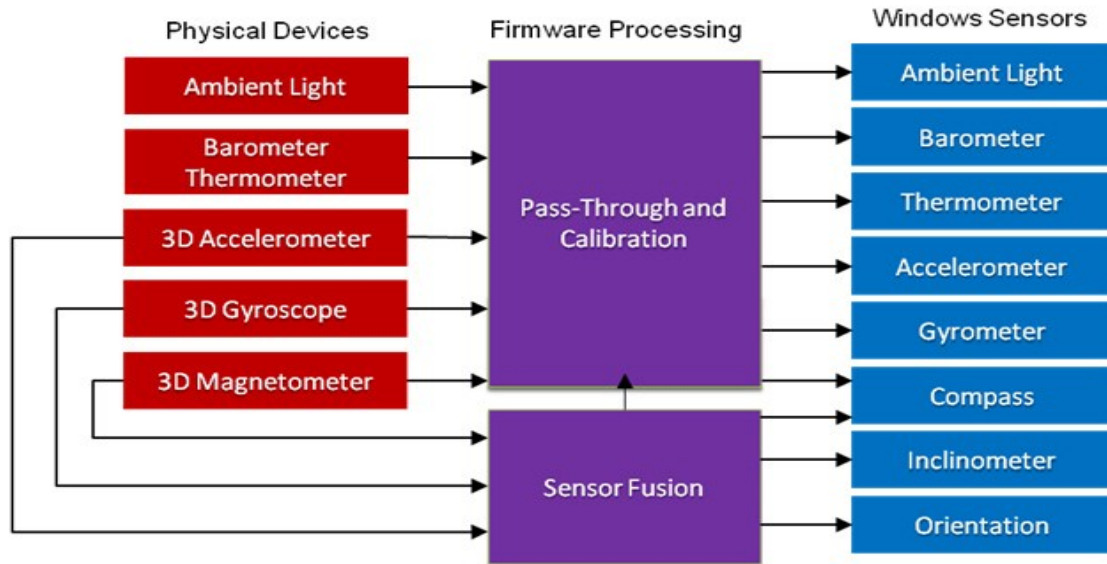 Physical Devices
Firmware Processing
Windows Sensors
Ambient Light
Barometer
Thermometer
3D Accelerometer
3D Gyroscope
3D Magnetometer
Pass-Through and
Calibration
Sensor Fusion
Ambient Light
Barometer
Thermometer
Accelerometer
Gyrometer
Compass
Inclinometer
Orientation